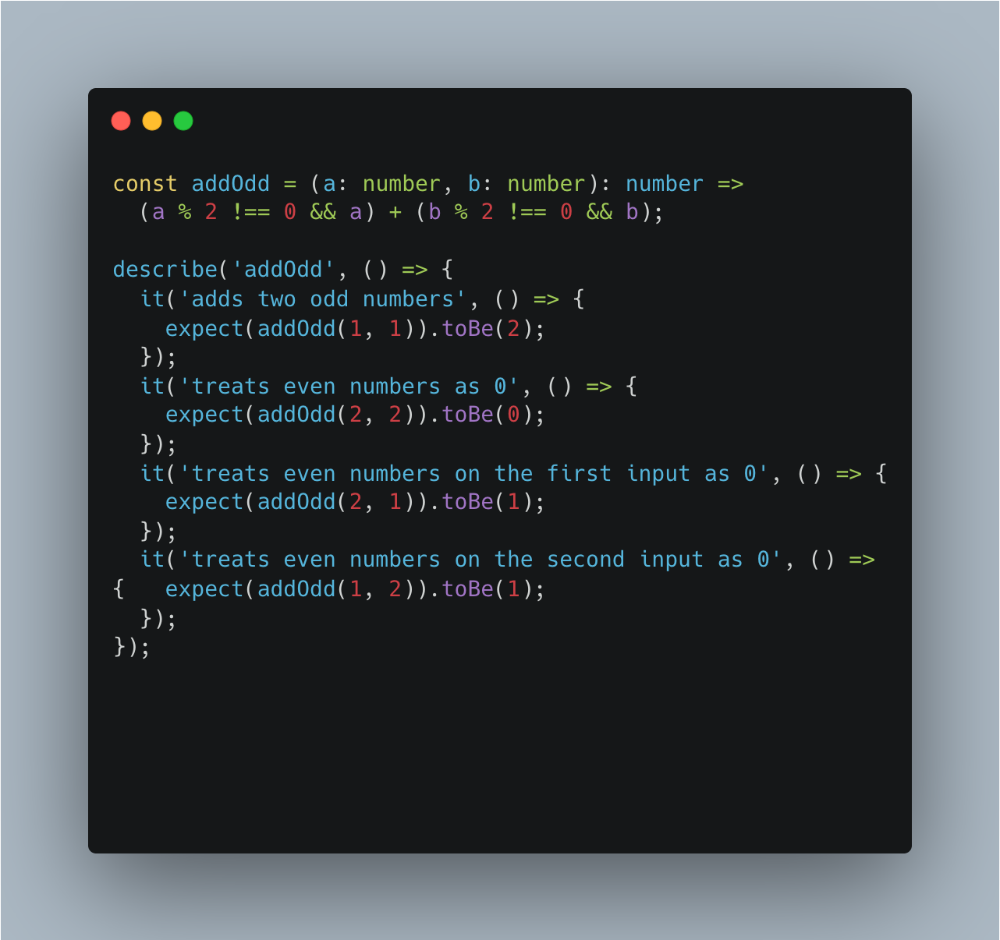 const addOdd = (a: number, b: number): number =>
  (a % 2 !== 0 && a) + (b % 2 !== 0 && b);

describe('addOdd', () => {
  it('adds two odd numbers', () => {
    expect(addOdd(1, 1)).toBe(2);
  });
  it('treats even numbers as 0', () => {
    expect(addOdd(2, 2)).toBe(0);
  });
  it('treats even numbers on the first input as 0', () => {
    expect(addOdd(2, 1)).toBe(1);
  });
  it('treats even numbers on the second input as 0', () =>
{   expect(addOdd(1, 2)).toBe(1);
  });
});